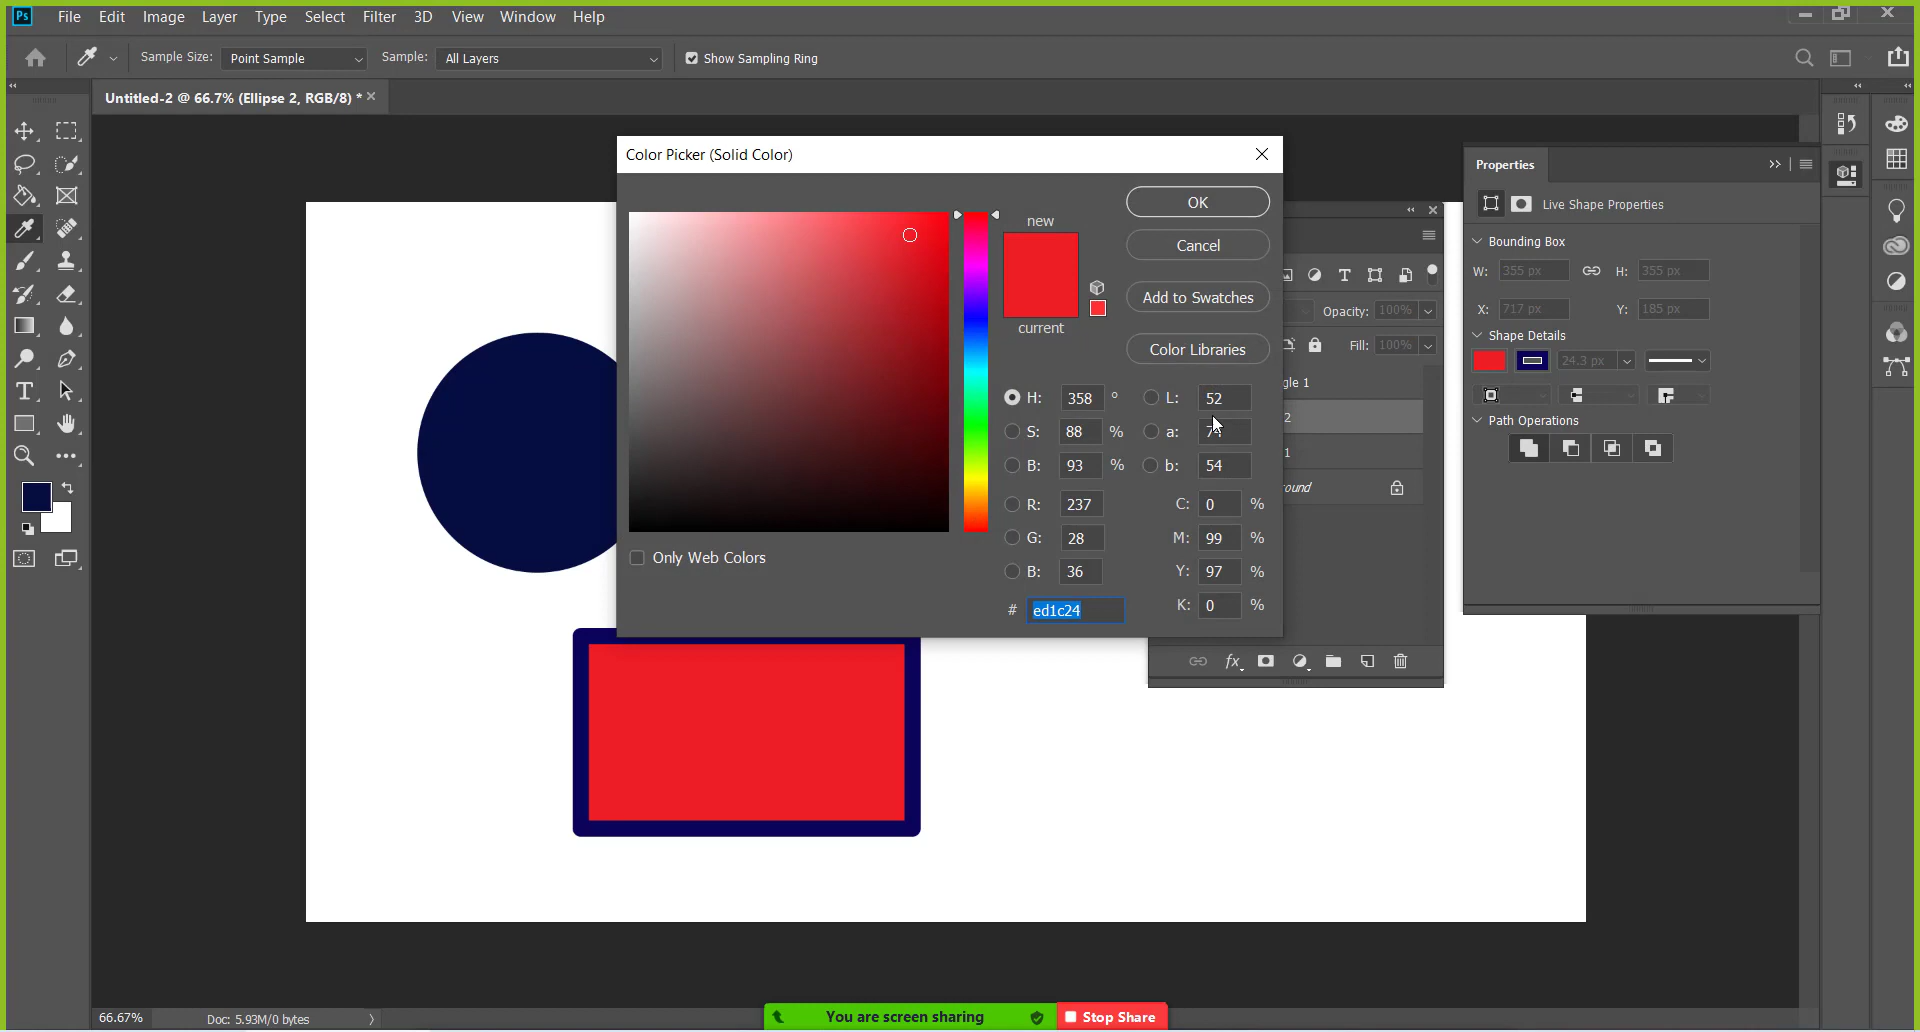 Ps File Edit Image Layer Type Select Filter 3D View Window Help
Sample Size: Point Sample Sample: All Layers Show Sampling Ring
Untitled-2 @ 66.7% (Ellipse 2, RGB/8) *
Color Picker (Solid Color)
new
current
OK
Cancel
Add to Swatches
Color Libraries
H: 358 ° L: 52
S: 88 % a:
B: 93 % b: 54
R: 237 C: 0 %
G: 28 M: 99 %
B: 36 Y: 97 %
# ed1c24 K: 0 %
Only Web Colors
Opacity: 100%
Fill: 100%
gle 1
2
1
ound
fx
Properties
Live Shape Properties
Bounding Box
W: 355 px H: 355 px
X: 717 px Y: 185 px
Shape Details
24.3 px
Path Operations
66.67% Doc: 5.93M/0 bytes
You are screen sharing Stop Share